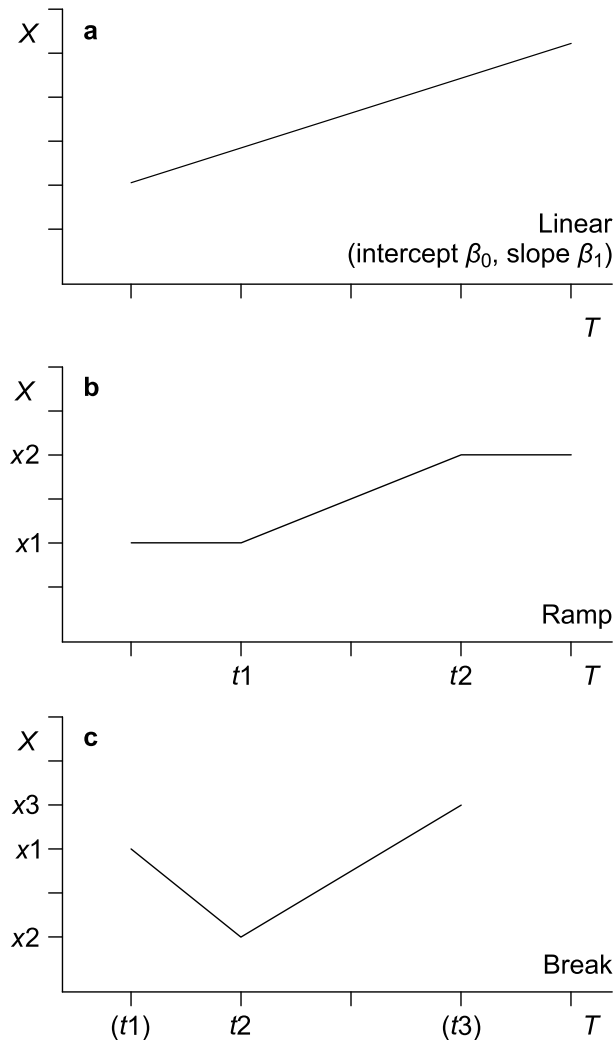 X
a
Linear
(intercept β0, slope β1)
T
X
b
x2
x1
Ramp
t1 t2 T
X
c
x3
x1
x2
Break
(t1) t2 (t3) T